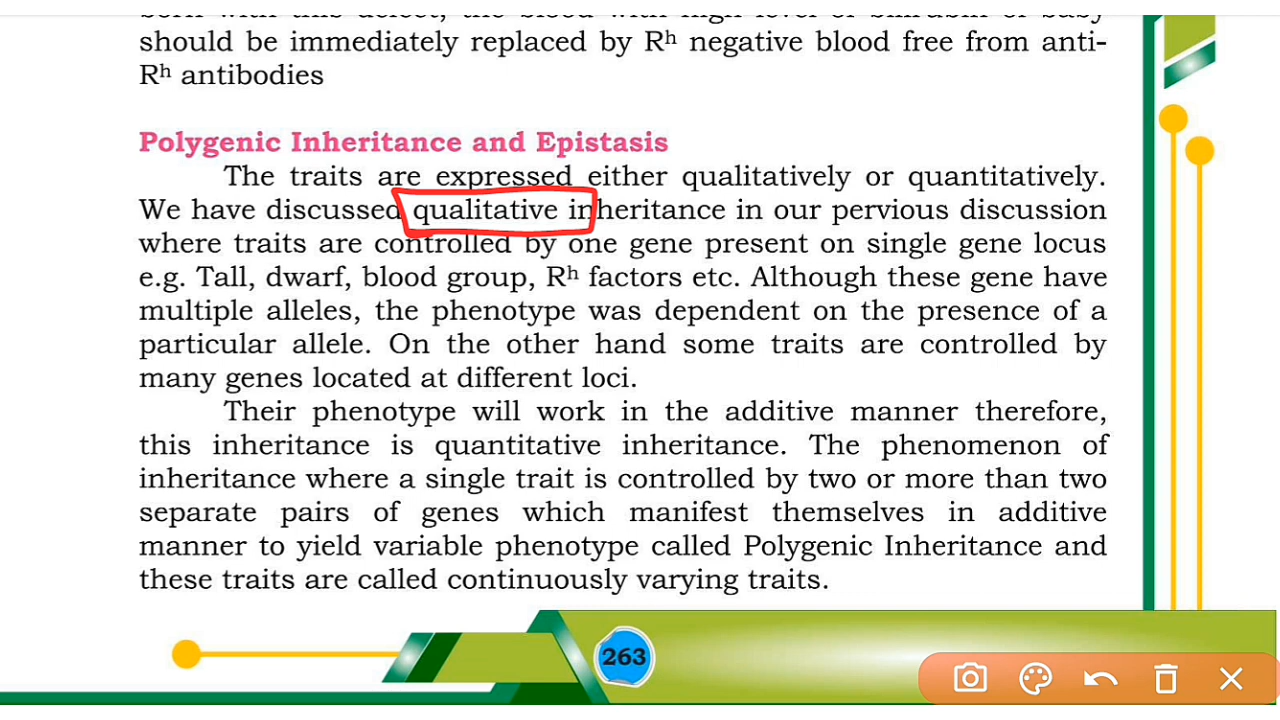 should be immediately replaced by Rh negative blood free from anti-
Rh antibodies
Polygenic Inheritance and Epistasis
The traits are expressed either qualitatively or quantitatively.
We have discussed qualitative inheritance in our pervious discussion
where traits are controlled by one gene present on single gene locus
e.g. Tall, dwarf, blood group, Rh factors etc. Although these gene have
multiple alleles, the phenotype was dependent on the presence of a
particular allele. On the other hand some traits are controlled by
many genes located at different loci.
Their phenotype will work in the additive manner therefore,
this inheritance is quantitative inheritance. The phenomenon of
inheritance where a single trait is controlled by two or more than two
separate pairs of genes which manifest themselves in additive
manner to yield variable phenotype called Polygenic Inheritance and
these traits are called continuously varying traits.
263